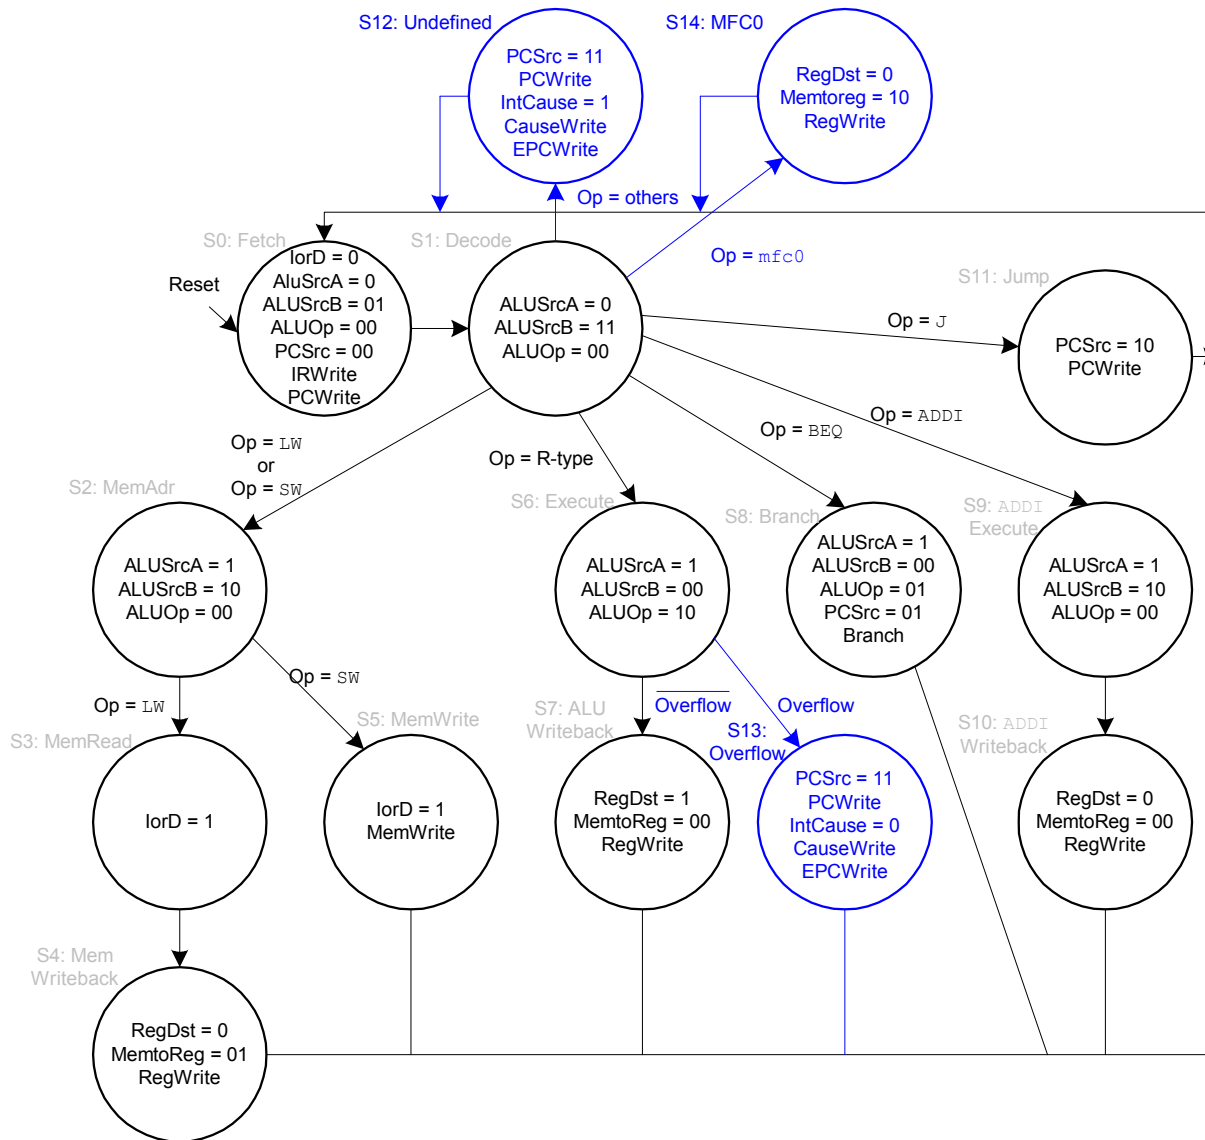 S12: Undefined
PCSrc = 11
PCWrite
IntCause = 1
CauseWrite
EPCWrite
S14: MFC0
RegDst = 0
Memtoreg = 10
RegWrite
Op = others
S0: Fetch
Reset
IorD = 0
AluSrcA = 0
ALUSrcB = 01
ALUOp = 00
PCSrc = 00
IRWrite
PCWrite
S1: Decode
ALUSrcA = 0
ALUSrcB = 11
ALUOp = 00
Op = mfc0
S11: Jump
Op = J
PCSrc = 10
PCWrite
Op = ADDI
Op = BEQ
Op = R-type
Op = LW
or
Op = SW
S2: MemAdr
ALUSrcA = 1
ALUSrcB = 10
ALUOp = 00
S6: Execute
ALUSrcA = 1
ALUSrcB = 00
ALUOp = 10
S8: Branch
ALUSrcA = 1
ALUSrcB = 00
ALUOp = 01
PCSrc = 01
Branch
S9: ADDI
Execute
ALUSrcA = 1
ALUSrcB = 10
ALUOp = 00
Op = SW
Op = LW
Overflow
Overflow
S3: MemRead
IorD = 1
S5: MemWrite
IorD = 1
MemWrite
S7: ALU
Writeback
RegDst = 1
MemtoReg = 00
RegWrite
S13:
Overflow
PCSrc = 11
PCWrite
IntCause = 0
CauseWrite
EPCWrite
S10: ADDI
Writeback
RegDst = 0
MemtoReg = 00
RegWrite
S4: Mem
Writeback
RegDst = 0
MemtoReg = 01
RegWrite